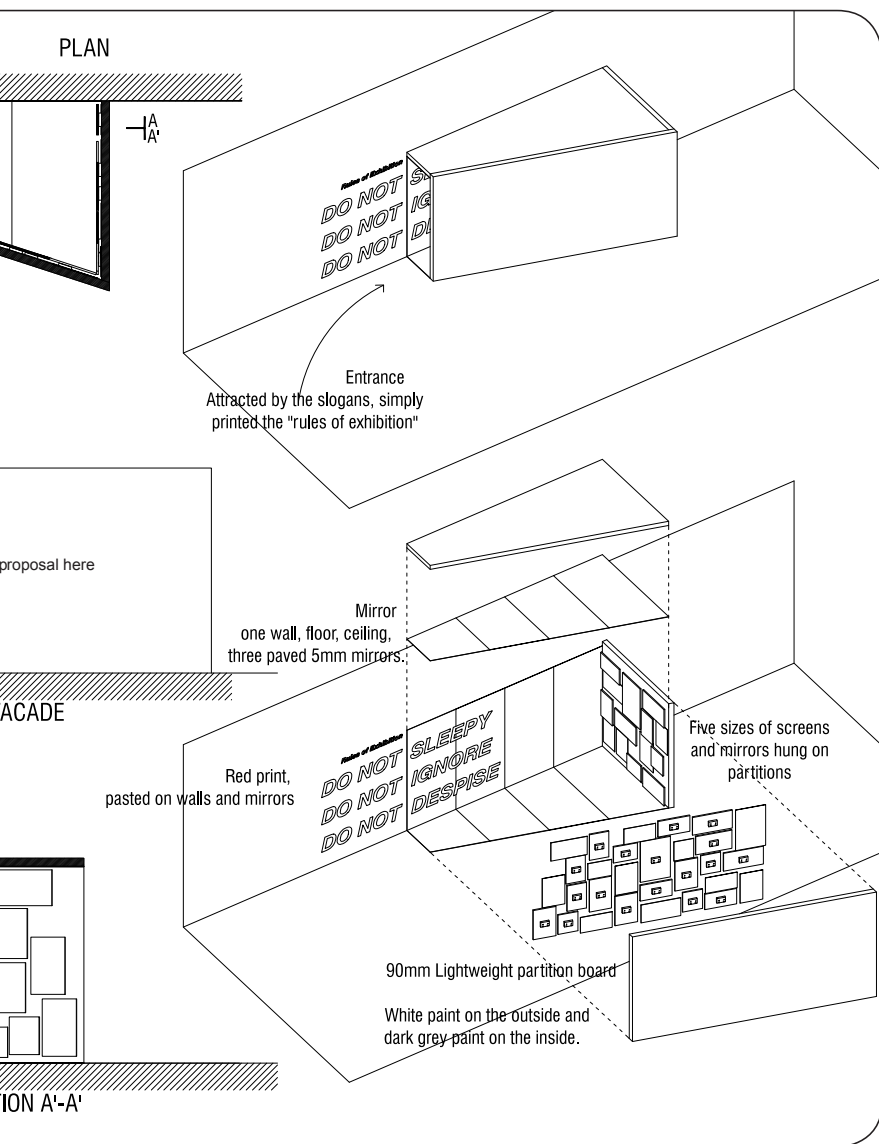 PLAN
A
A'
Rules of Exhibition
DO NOT S
DO NOT IG
DO NOT DE
Entrance
Attracted by the slogans, simply
printed the "rules of exhibition"
proposal here
Mirror
one wall, floor, ceiling,
three paved 5mm mirrors.
ACADE
Rules of Exhibition
DO NOT SLEEPY
DO NOT IGNORE
DO NOT DESPISE
Red print,
pasted on walls and mirrors
Five sizes of screens
and mirrors hung on
partitions
90mm Lightweight partition board
White paint on the outside and
dark grey paint on the inside.
TION A'-A'